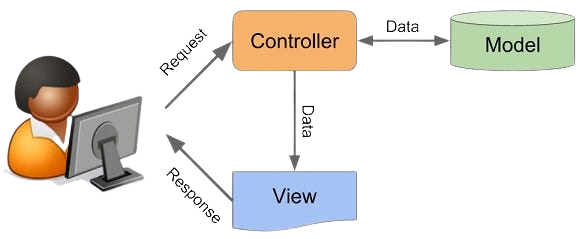 Request
Controller
Data
Model
Data
Response
View